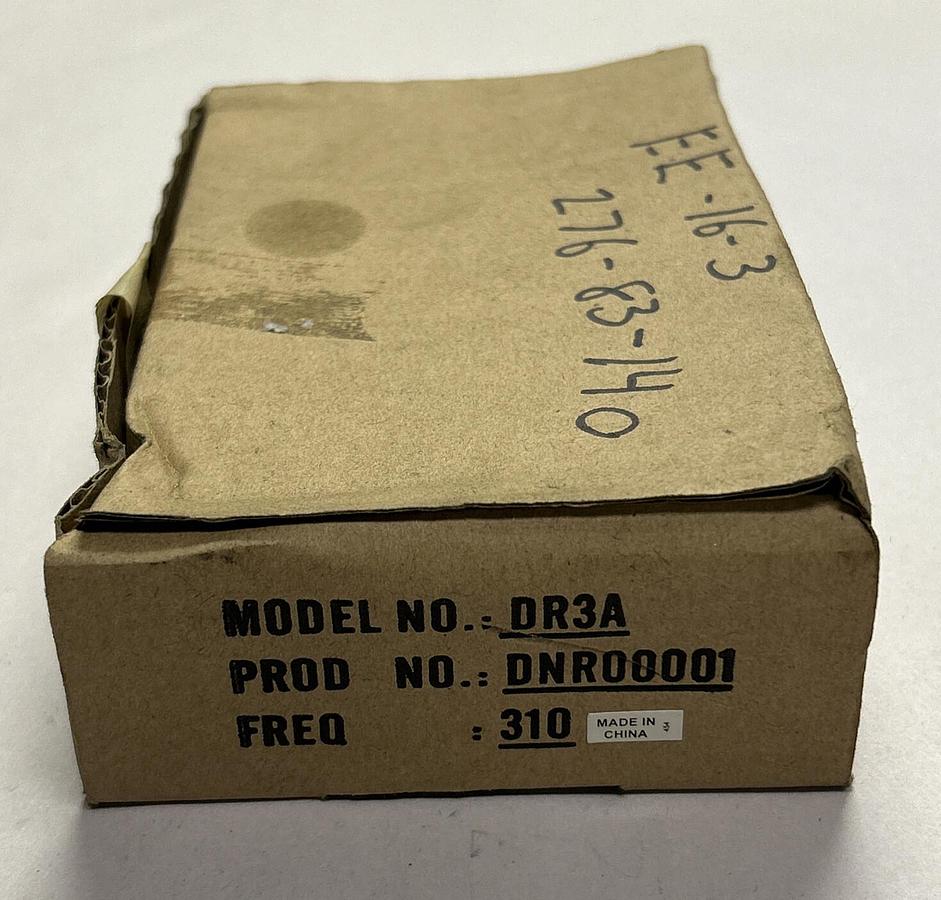 EE-16-3
276-83-140
MODEL NO.: DR3A
PROD NO.: DNR00001
FREQ : 310
MADE IN
CHINA